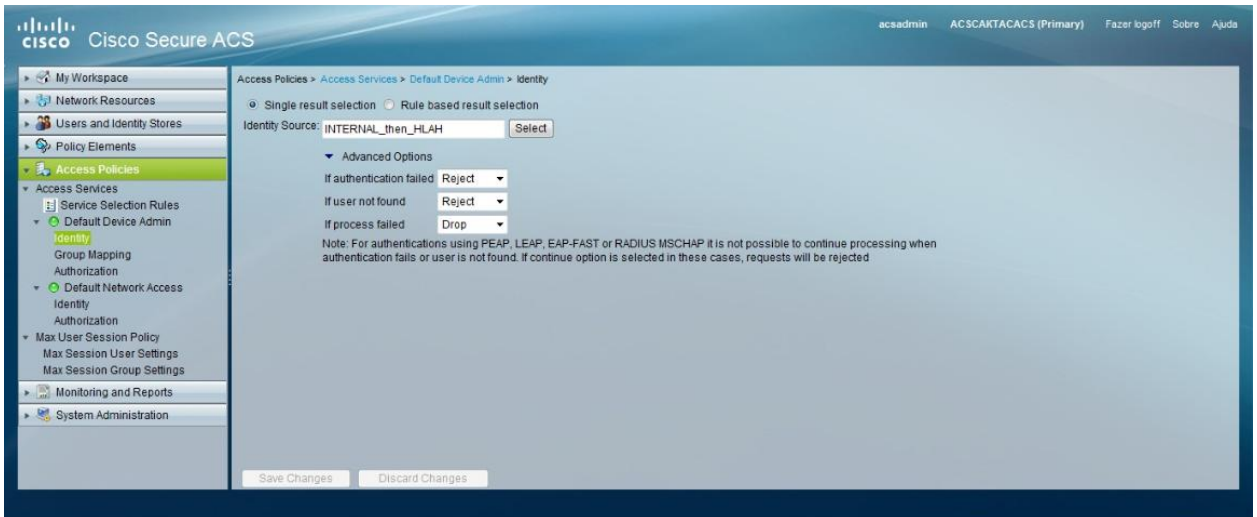 cisco Cisco Secure ACS
acsadmin ACSCAKTACACS (Primary) Fazer logoff Sobre Ajuda
My Workspace
Network Resources
Users and Identity Stores
Policy Elements
Access Policies
Access Services
Service Selection Rules
Default Device Admin
Identity
Group Mapping
Authorization
Default Network Access
Identity
Authorization
Max User Session Policy
Max Session User Settings
Max Session Group Settings
Monitoring and Reports
System Administration
Access Policies > Access Services > Default Device Admin > Identity
Single result selection Rule based result selection
Identity Source: INTERNAL_then_HLAH Select
Advanced Options
If authentication failed Reject
If user not found Reject
If process failed Drop
Note: For authentications using PEAP, LEAP, EAP-FAST or RADIUS MSCHAP it is not possible to continue processing when
authentication fails or user is not found. If continue option is selected in these cases, requests will be rejected
Save Changes Discard Changes